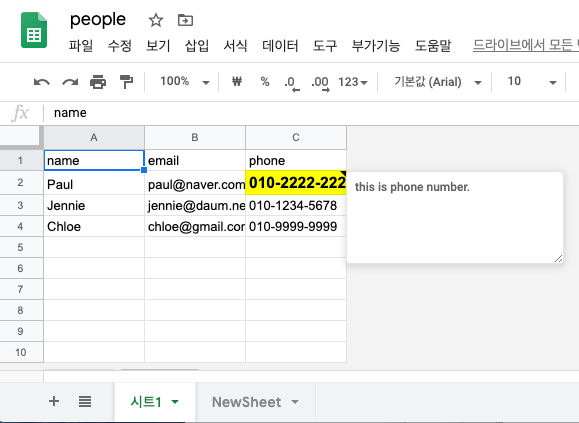 people
파일 수정 보기 삽입 서식 데이터 도구 부가기능 도움말 드라이브에서 모든
100% ₩ % .0 .00 123 기본값 (Arial) 10
fx name
A B C
1 name email phone
2 Paul paul@naver.com 010-2222-222
this is phone number.
3 Jennie jennie@daum.ne 010-1234-5678
4 Chloe chloe@gmail.cor 010-9999-9999
5
6
7
8
9
10
시트1 NewSheet